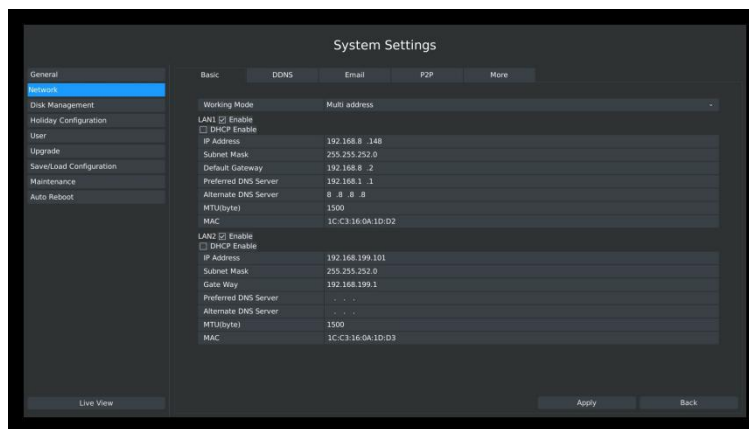 System Settings
General
Network
Disk Management
Holiday Configuration
User
Upgrade
Save/Load Configuration
Maintenance
Auto Reboot
Live View
Basic DDNS Email P2P More
Working Mode Multi address
LAN1 Enable
DHCP Enable
IP Address 192.168.8 .148
Subnet Mask 255.255.252.0
Default Gateway 192.168.8 .2
Preferred DNS Server 192.168.1 .1
Alternate DNS Server 8 .8 .8 .8
MTU(byte) 1500
MAC 1C:C3:16:0A:1D:D2
LAN2 Enable
DHCP Enable
IP Address 192.168.199.101
Subnet Mask 255.255.252.0
Gate Way 192.168.199.1
Preferred DNS Server . . .
Alternate DNS Server . . .
MTU(byte) 1500
MAC 1C:C3:16:0A:1D:D3
Apply Back